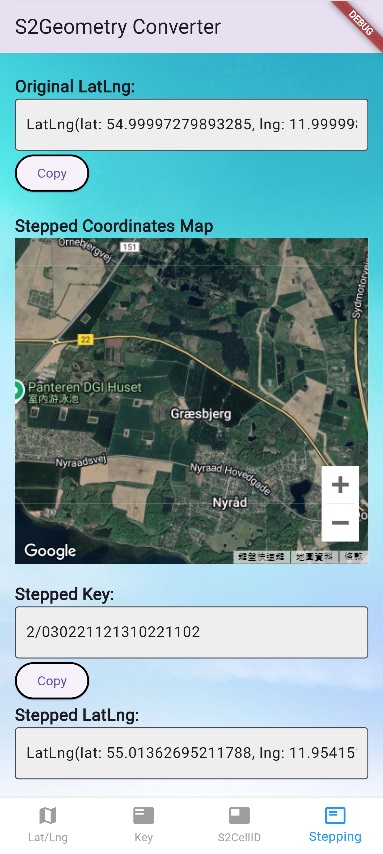 S2Geometry Converter
DEBUG
Original LatLng:
LatLng(lat: 54.99997279893285, lng: 11.999998
Copy
Stepped Coordinates Map
Ornebjergvej
151
Sydmotorvejen
22
Panteren DGI Huset
室內游泳池
Græsbjerg
Nyraadsvej
Nyraad Hovedgade
Nyråd
+
−
Google
鍵盤快速鍵
地圖資料
條款
Stepped Key:
2/030221121310221102
Copy
Stepped LatLng:
LatLng(lat: 55.01362695211788, lng: 11.95415
Lat/Lng
Key
S2CellID
Stepping